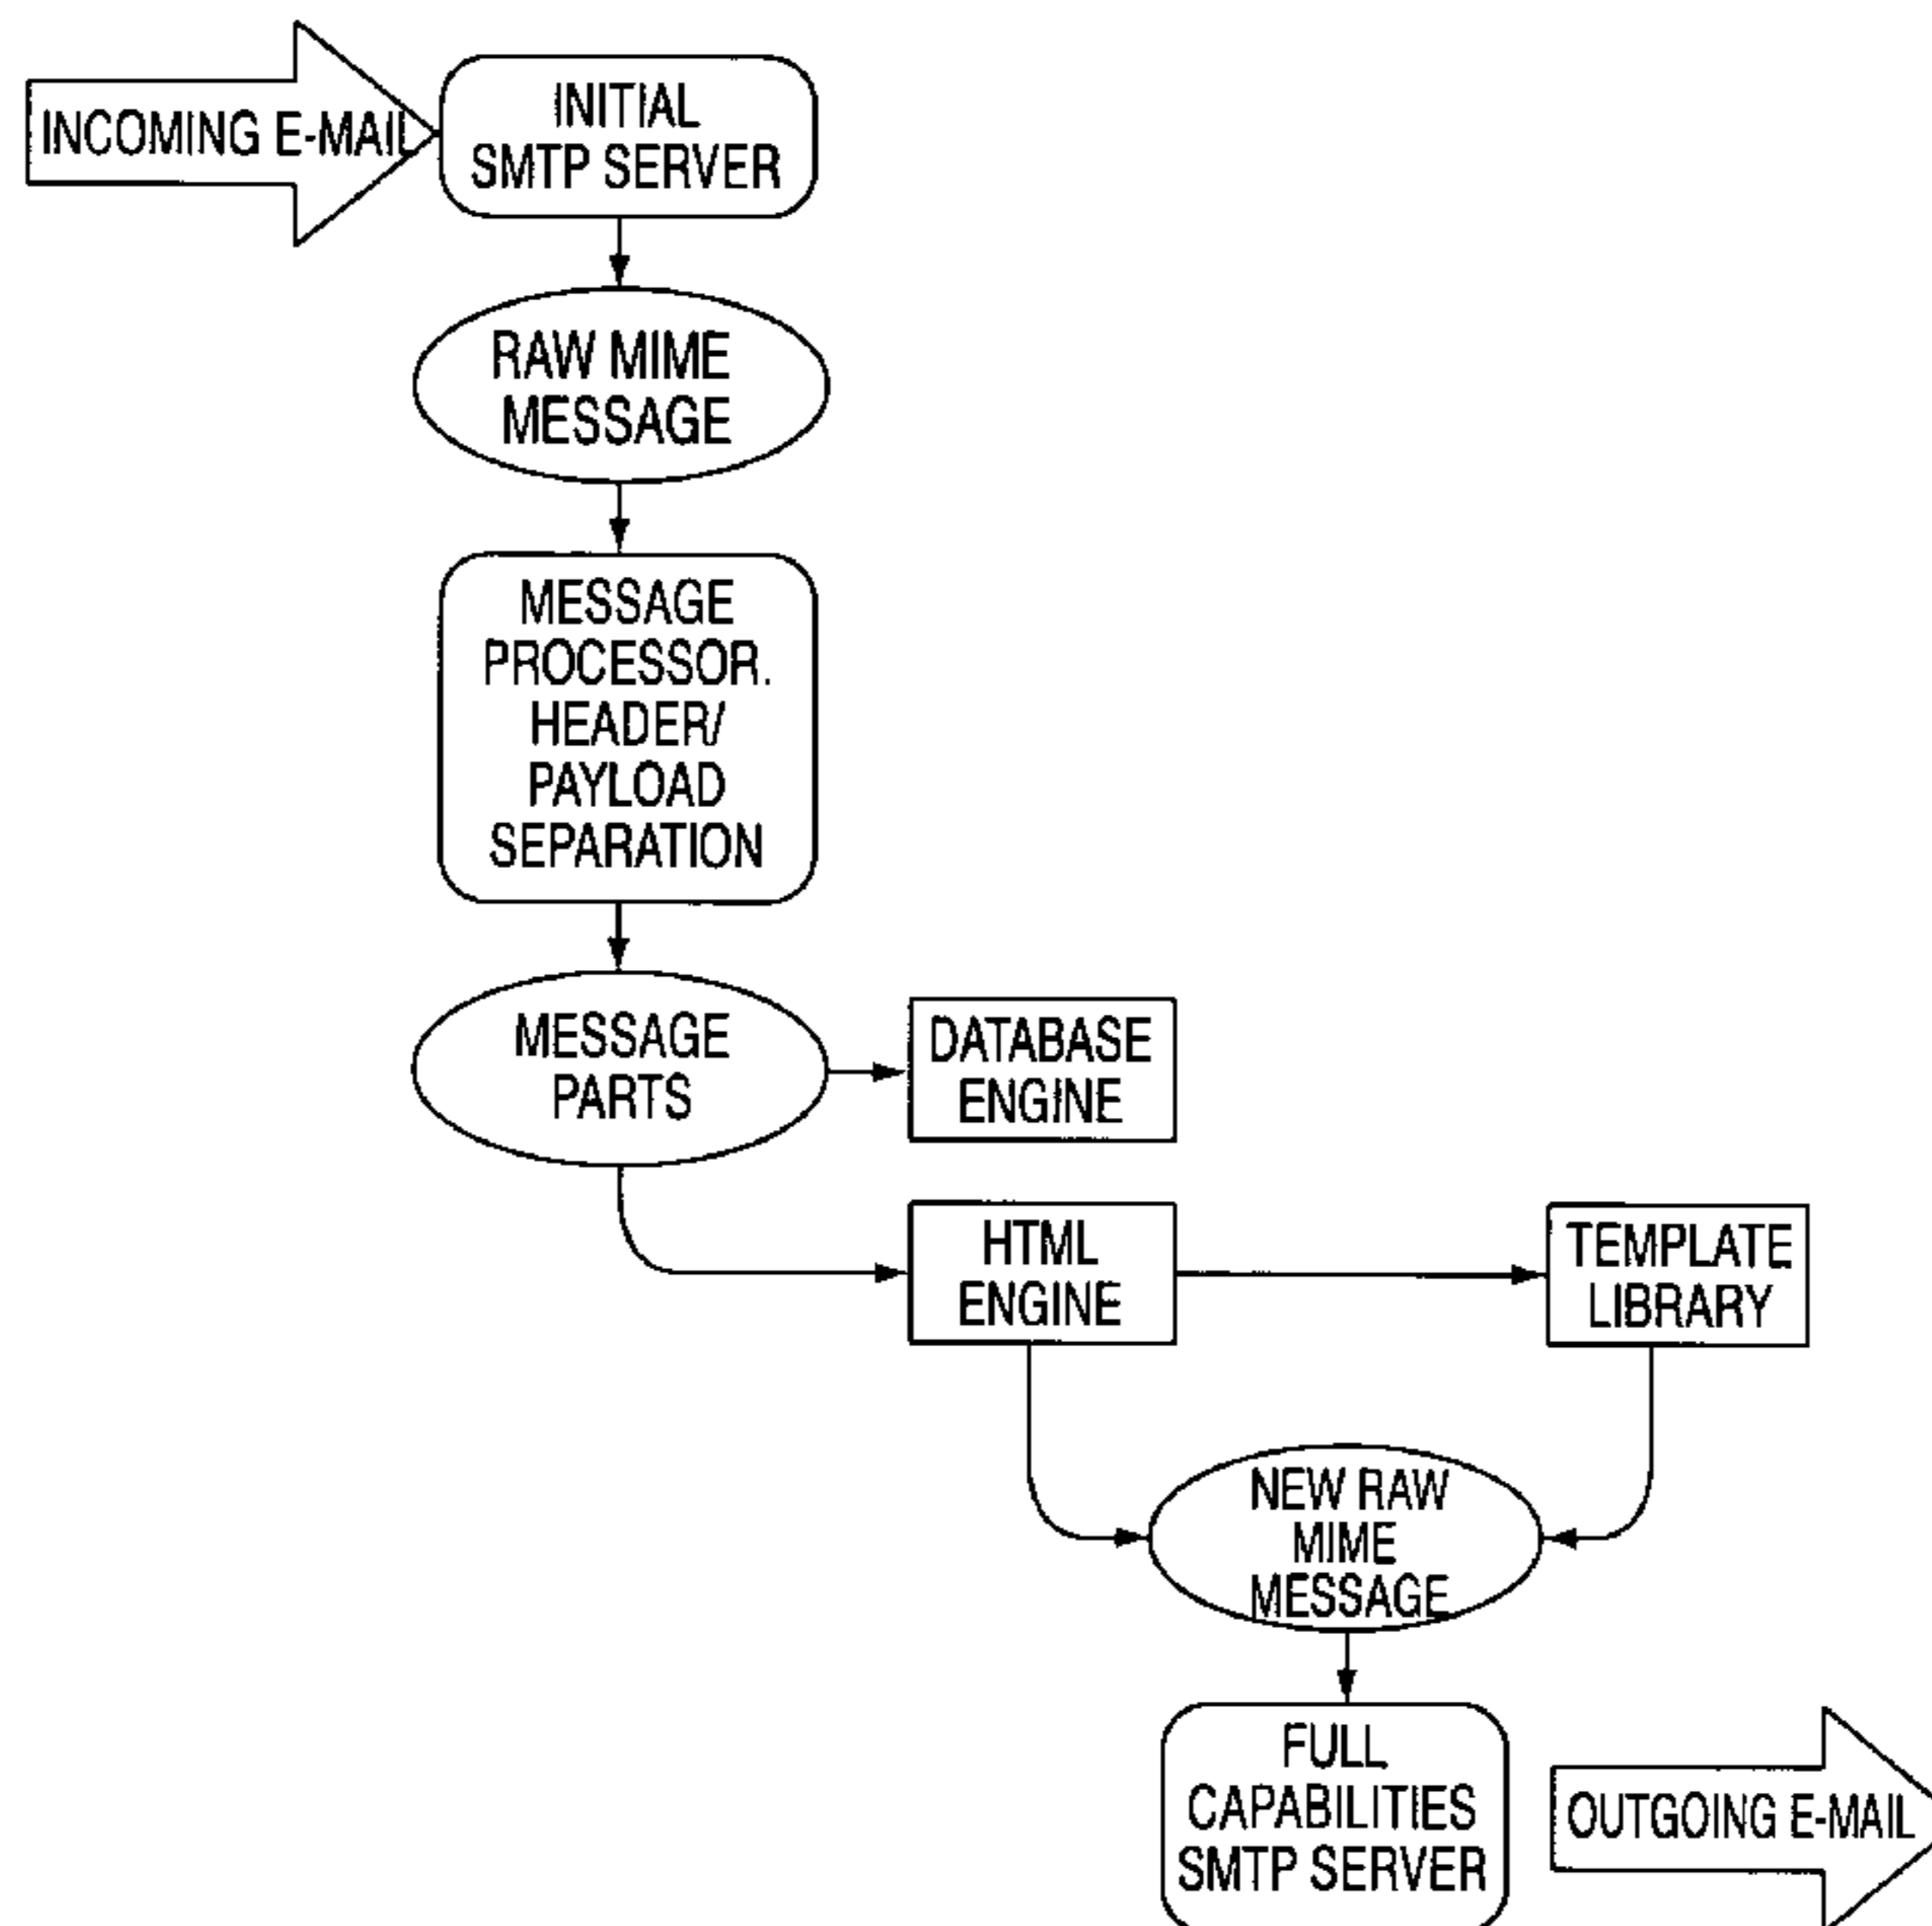 INCOMING E-MAIL
INITIAL
SMTP SERVER
RAW MIME
MESSAGE
MESSAGE
PROCESSOR.
HEADER/
PAYLOAD
SEPARATION
MESSAGE
PARTS
DATABASE
ENGINE
HTML
ENGINE
TEMPLATE
LIBRARY
NEW RAW
MIME
MESSAGE
FULL
CAPABILITIES
SMTP SERVER
OUTGOING E-MAIL